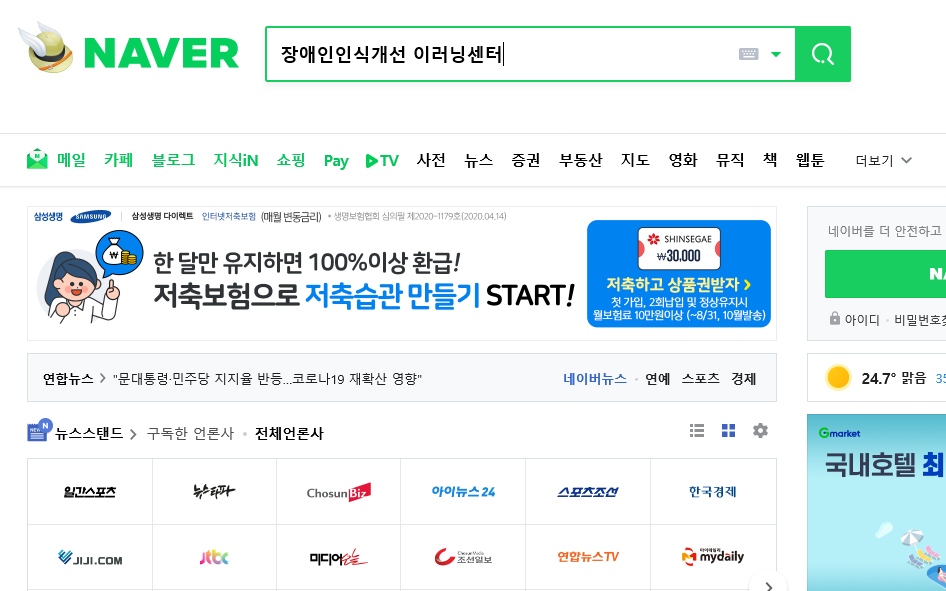 NAVER
장애인인식개선 이러닝센터
메일 카페 블로그 지식iN 쇼핑 Pay TV 사전 뉴스 증권 부동산 지도 영화 뮤직 책 웹툰 더보기
삼성생명 SAMSUNG 삼성생명 다이렉트 인터넷저축보험 (매월 변동금리) * 생명보험협회 심의필 제2020-1179호(2020.04.14)
한 달만 유지하면 100%이상 환급!
저축보험으로 저축습관 만들기 START!
SHINSEGAE
₩30,000
저축하고 상품권받자 >
첫 가입, 2회납입 및 정상유지시
월보험료 10만원이상 (~8/31, 10월발송)
네이버를 더 안전하고
아이디 · 비밀번호
연합뉴스 > "문대통령·민주당 지지율 반등...코로나19 재확산 영향"
네이버뉴스 · 연예 스포츠 경제
24.7° 맑음
NEWS N
뉴스스탠드 > 구독한 언론사 · 전체언론사
Gmarket
국내호텔 최
일간스포츠 뉴스타파 ChosunBiz 아이뉴스24 스포츠조선 한국경제
JIJI.COM jtbc 미디어오늘 Chosun Media 조선일보 연합뉴스TV 마이데일리 mydaily